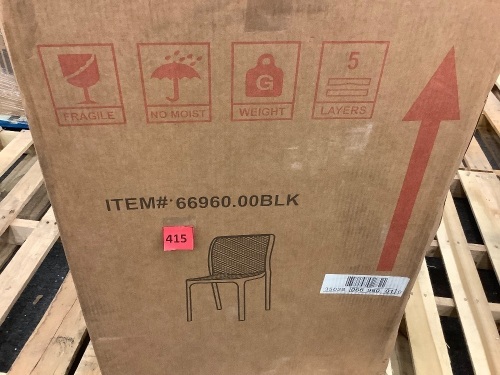 5
FRAGILE
NO MOIST
G
WEIGHT
LAYERS
ITEM#: 66960.00BLK
415